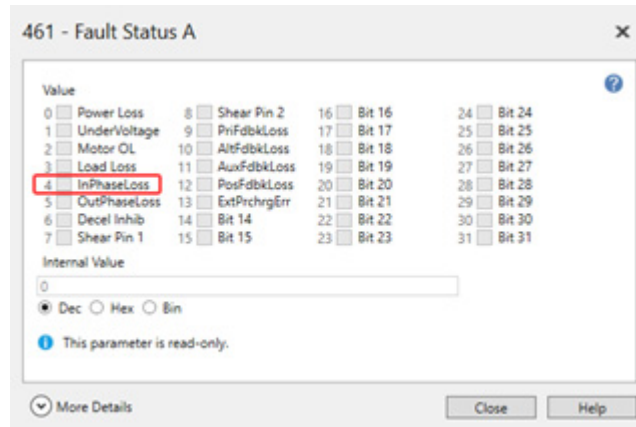 461 - Fault Status A
Value
0 Power Loss 8 Shear Pin 2 16 Bit 16 24 Bit 24
1 UnderVoltage 9 PriFdbkLoss 17 Bit 17 25 Bit 25
2 Motor OL 10 AltFdbkLoss 18 Bit 18 26 Bit 26
3 Load Loss 11 AuxFdbkLoss 19 Bit 19 27 Bit 27
4 InPhaseLoss 12 PosFdbkLoss 20 Bit 20 28 Bit 28
5 OutPhaseLoss 13 ExtPrchrgErr 21 Bit 21 29 Bit 29
6 Decel Inhib 14 Bit 14 22 Bit 22 30 Bit 30
7 Shear Pin 1 15 Bit 15 23 Bit 23 31 Bit 31
Internal Value
0
Dec Hex Bin
This parameter is read-only.
More Details Close Help